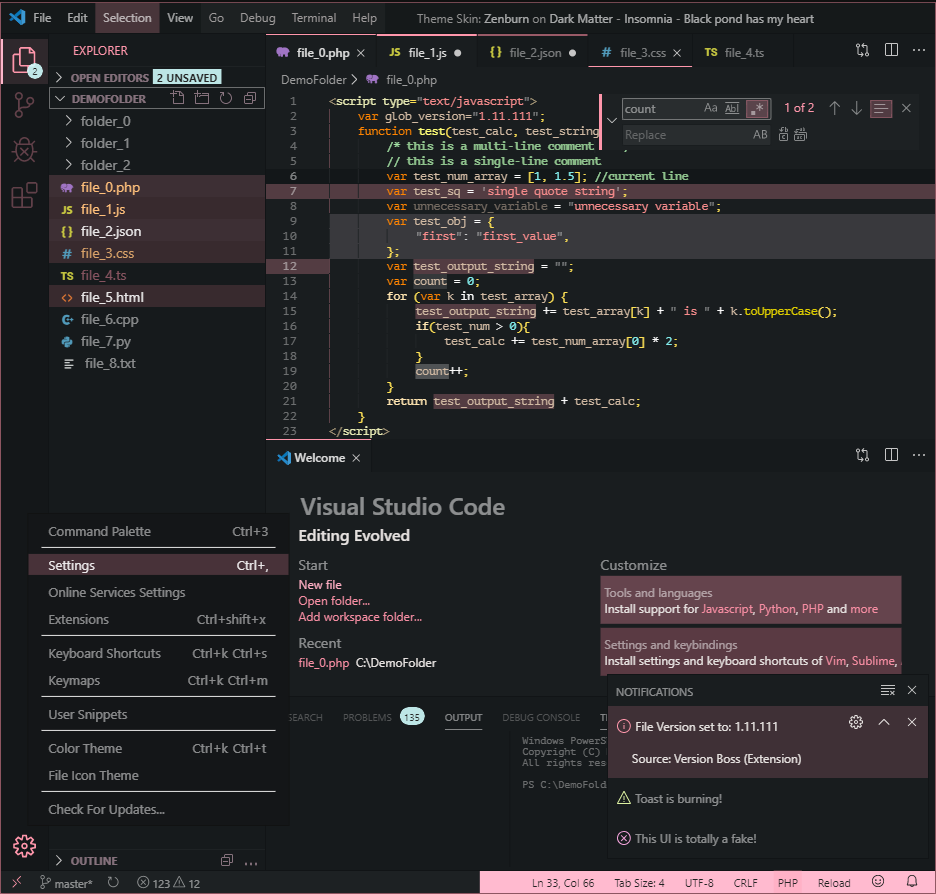 File Edit Selection View Go Debug Terminal Help Theme Skin: Zenburn on Dark Matter - Insomnia - Black pond has my heart
2
EXPLORER
OPEN EDITORS 2 UNSAVED
DEMOFOLDER
folder_0
folder_1
folder_2
file_0.php
JS file_1.js
{} file_2.json
# file_3.css
TS file_4.ts
<> file_5.html
file_6.cpp
file_7.py
file_8.txt
file_0.php JS file_1.js {} file_2.json # file_3.css TS file_4.ts
DemoFolder > file_0.php
count Aa Abl .* 1 of 2
Replace AB
1 <script type="text/javascript">
2 var glob_version="1.11.111";
3 function test(test_calc, test_string
4 /* this is a multi-line comment
5 // this is a single-line comment
6 var test_num_array = [1, 1.5]; //current line
7 var test_sq = 'single quote string';
8 var unnecessary_variable = "unnecessary variable";
9 var test_obj = {
10 "first": "first_value",
11 };
12 var test_output_string = "";
13 var count = 0;
14 for (var k in test_array) {
15 test_output_string += test_array[k] + " is " + k.toUpperCase();
16 if(test_num > 0){
17 test_calc += test_num_array[0] * 2;
18 }
19 count++;
20 }
21 return test_output_string + test_calc;
22 }
23 </script>
Welcome
Visual Studio Code
Editing Evolved
Start
New file
Open folder...
Add workspace folder...
Recent
file_0.php C:\DemoFolder
Customize
Tools and languages
Install support for Javascript, Python, PHP and more
Settings and keybindings
Install settings and keyboard shortcuts of Vim, Sublime,
Command Palette Ctrl+3
Settings Ctrl+,
Online Services Settings
Extensions Ctrl+shift+x
Keyboard Shortcuts Ctrl+k Ctrl+s
Keymaps Ctrl+k Ctrl+m
User Snippets
Color Theme Ctrl+k Ctrl+t
File Icon Theme
Check For Updates...
SEARCH PROBLEMS 135 OUTPUT DEBUG CONSOLE
Windows PowerS
Copyright (C)
All rights res
PS C:\DemoFold
NOTIFICATIONS
File Version set to: 1.11.111
Source: Version Boss (Extension)
Toast is burning!
This UI is totally a fake!
OUTLINE
master* 123 12 Ln 33, Col 66 Tab Size: 4 UTF-8 CRLF PHP Reload